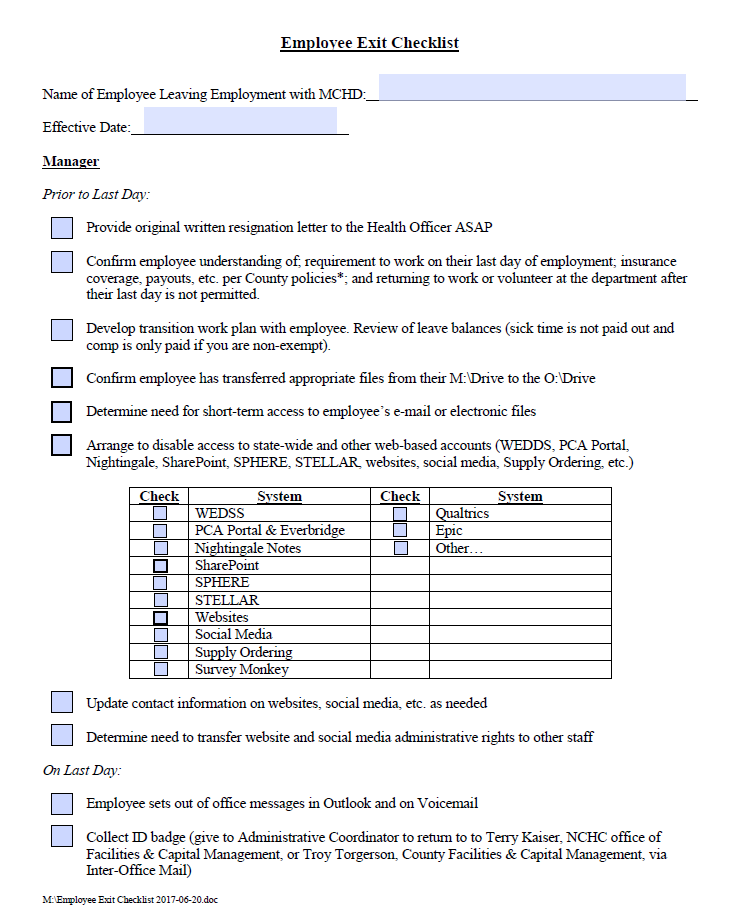 Employee Exit Checklist
Name of Employee Leaving Employment with MCHD:
Effective Date:
Manager
Prior to Last Day:
Provide original written resignation letter to the Health Officer ASAP
Confirm employee understanding of; requirement to work on their last day of employment; insurance
coverage, payouts, etc. per County policies*; and returning to work or volunteer at the department after
their last day is not permitted.
Develop transition work plan with employee. Review of leave balances (sick time is not paid out and
comp is only paid if you are non-exempt).
Confirm employee has transferred appropriate files from their M:\Drive to the O:\Drive
Determine need for short-term access to employee's e-mail or electronic files
Arrange to disable access to state-wide and other web-based accounts (WEDDS, PCA Portal,
Nightingale, SharePoint, SPHERE, STELLAR, websites, social media, Supply Ordering, etc.)
Check System Check System
WEDSS Qualtrics
PCA Portal & Everbridge Epic
Nightingale Notes Other…
SharePoint
SPHERE
STELLAR
Websites
Social Media
Supply Ordering
Survey Monkey
Update contact information on websites, social media, etc. as needed
Determine need to transfer website and social media administrative rights to other staff
On Last Day:
Employee sets out of office messages in Outlook and on Voicemail
Collect ID badge (give to Administrative Coordinator to return to to Terry Kaiser, NCHC office of
Facilities & Capital Management, or Troy Torgerson, County Facilities & Capital Management, via
Inter-Office Mail)
M:\Employee Exit Checklist 2017-06-20.doc